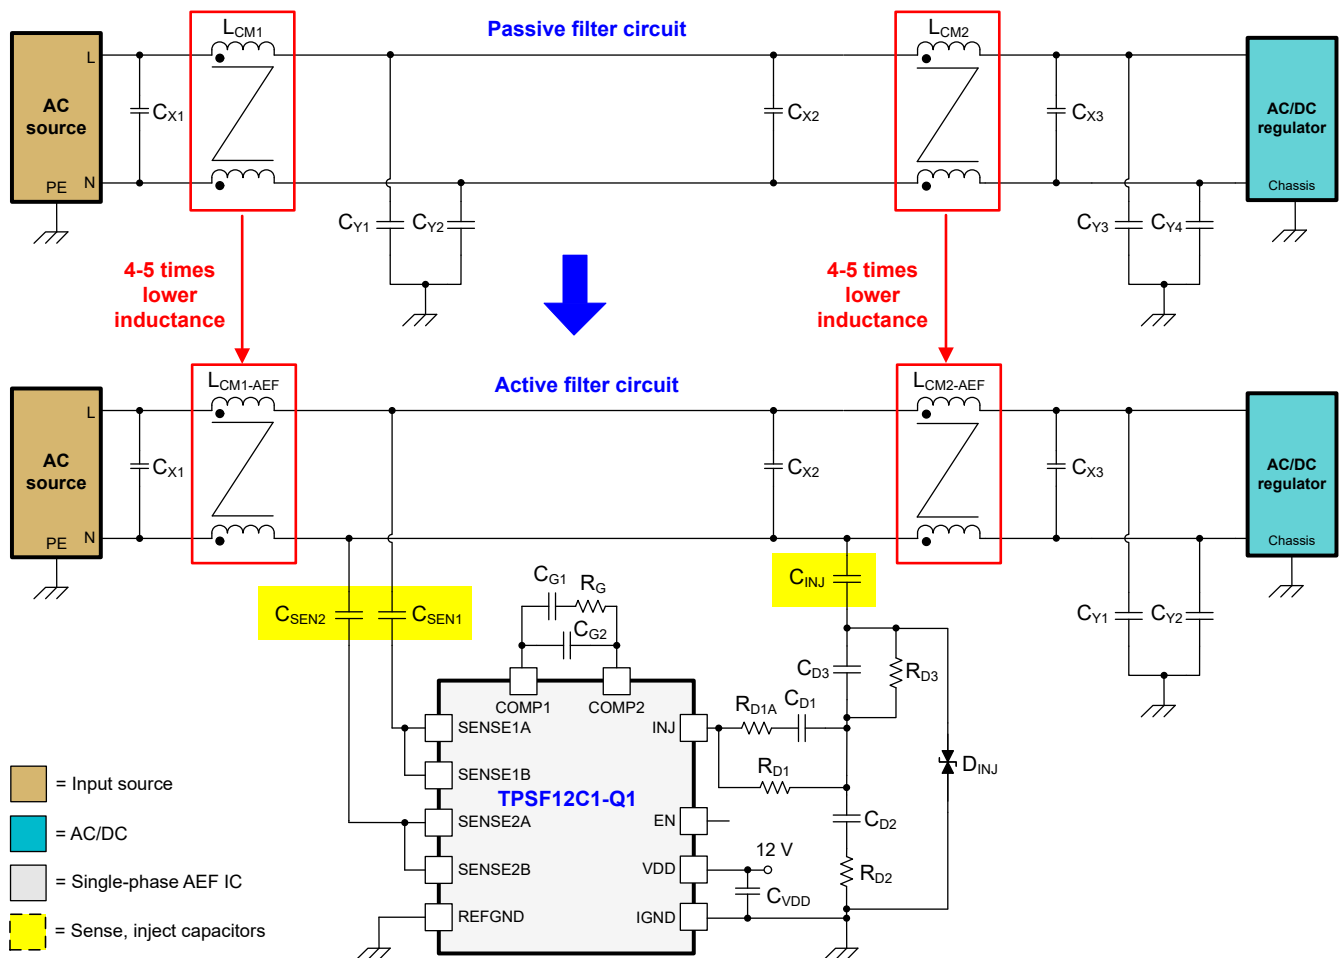 Passive filter circuit
AC source
L
PE
N
LCM1
CX1
CY1
CY2
CX2
LCM2
CX3
CY3
CY4
AC/DC regulator
Chassis
4-5 times
lower
inductance
4-5 times
lower
inductance
Active filter circuit
AC
source
L
PE
N
LCM1-AEF
CX1
CX2
LCM2-AEF
CX3
AC/DC
regulator
Chassis
CY1
CY2
CSEN2
CSEN1
CINJ
CG1
RG
CG2
COMP1
COMP2
SENSE1A
SENSE1B
SENSE2A
SENSE2B
REFGND
TPSF12C1-Q1
INJ
EN
VDD
IGND
RD1A
CD1
RD1
CD3
RD3
DINJ
CD2
RD2
12 V
CVDD
= Input source
= AC/DC
= Single-phase AEF IC
= Sense, inject capacitors